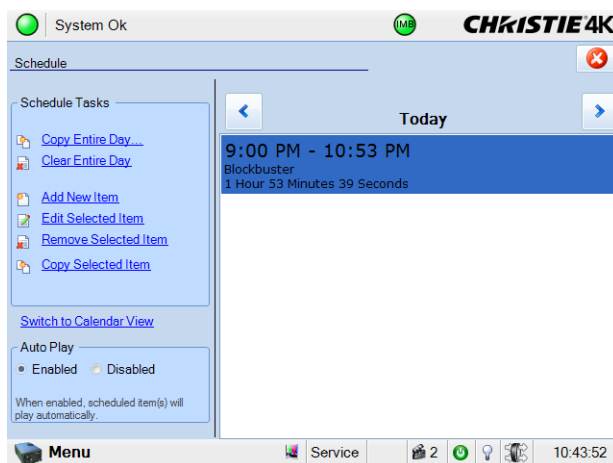 System Ok
IMB
CHRISTIE 4K
Schedule
Schedule Tasks
Copy Entire Day...
Clear Entire Day
Add New Item
Edit Selected Item
Remove Selected Item
Copy Selected Item
Switch to Calendar View
Auto Play
Enabled Disabled
When enabled, scheduled item(s) will
play automatically.
Today
9:00 PM - 10:53 PM
Blockbuster
1 Hour 53 Minutes 39 Seconds
Menu
Service
2
10:43:52